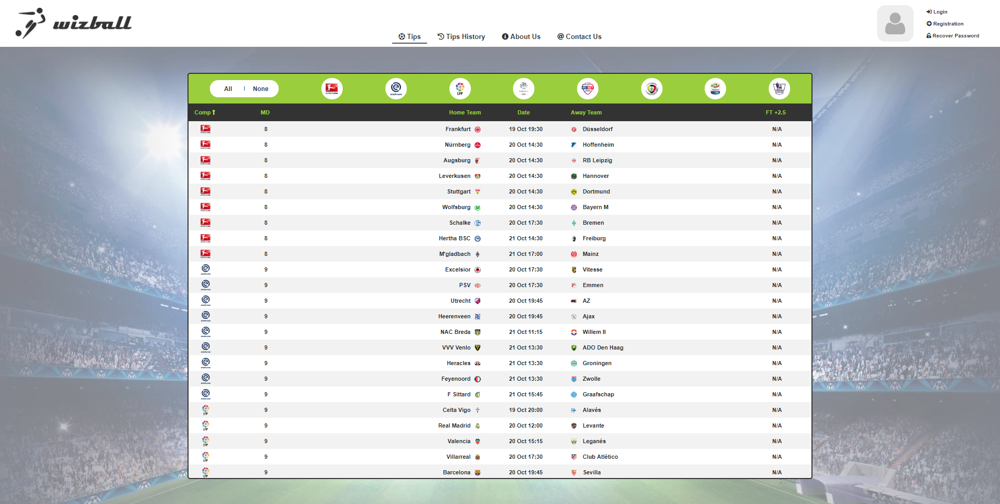 wizball
Login
Registration
Recover Password
Tips
Tips History
About Us
Contact Us
All | None
Comp MD Home Team Date Away Team FT +2.5
8 Frankfurt 19 Oct 19:30 Düsseldorf N/A
8 Nürnberg 20 Oct 14:30 Hoffenheim N/A
8 Augsburg 20 Oct 14:30 RB Leipzig N/A
8 Leverkusen 20 Oct 14:30 Hannover N/A
8 Stuttgart 20 Oct 14:30 Dortmund N/A
8 Wolfsburg 20 Oct 14:30 Bayern M N/A
8 Schalke 20 Oct 17:30 Bremen N/A
8 Hertha BSC 21 Oct 14:30 Freiburg N/A
8 M'gladbach 21 Oct 17:00 Mainz N/A
9 Excelsior 20 Oct 17:30 Vitesse N/A
9 PSV 20 Oct 17:30 Emmen N/A
9 Utrecht 20 Oct 19:45 AZ N/A
9 Heerenveen 20 Oct 19:45 Ajax N/A
9 NAC Breda 21 Oct 11:15 Willem II N/A
9 VVV Venlo 21 Oct 13:30 ADO Den Haag N/A
9 Heracles 21 Oct 13:30 Groningen N/A
9 Feyenoord 21 Oct 13:30 Zwolle N/A
9 F Sittard 21 Oct 15:45 Graafschap N/A
LFP 9 Celta Vigo 19 Oct 20:00 Alavés N/A
LFP 9 Real Madrid 20 Oct 12:00 Levante N/A
LFP 9 Valencia 20 Oct 15:15 Leganés N/A
LFP 9 Villarreal 20 Oct 17:30 Club Atlético N/A
LFP 9 Barcelona 20 Oct 19:45 Sevilla N/A